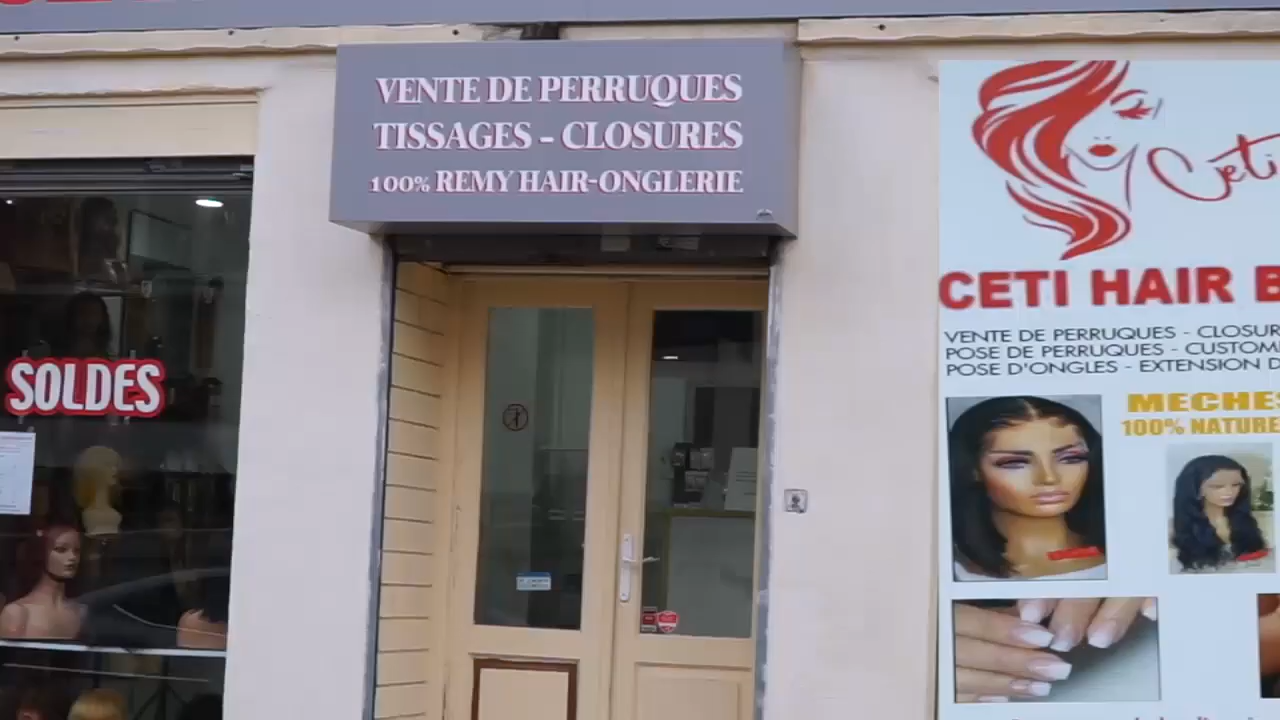 VENTE DE PERRUQUES
TISSAGES - CLOSURES
100% REMY HAIR-ONGLERIE
SOLDES
Ceti
CETI HAIR B
VENTE DE PERRUQUES - CLOSUR
POSE DE PERRUQUES - CUSTOM
POSE D'ONGLES - EXTENSION D
MECHES
100% NATURE